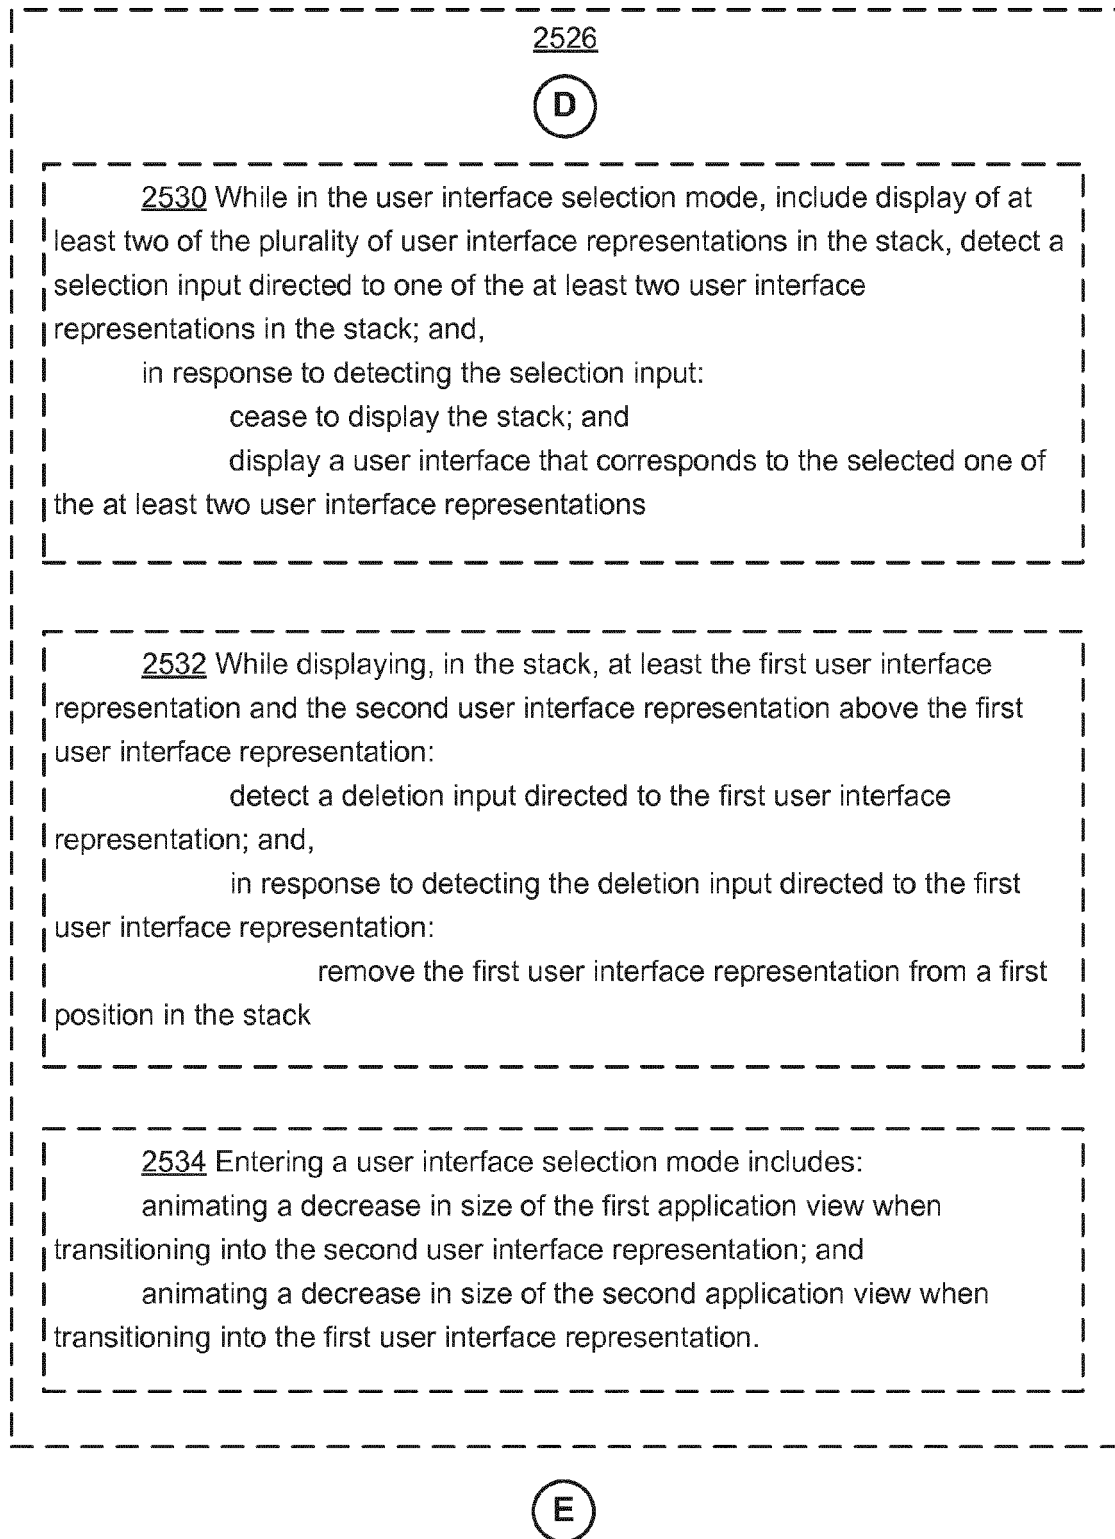 2526
D
2530 While in the user interface selection mode, include display of at
least two of the plurality of user interface representations in the stack, detect a
selection input directed to one of the at least two user interface
representations in the stack; and,
in response to detecting the selection input:
cease to display the stack; and
display a user interface that corresponds to the selected one of
the at least two user interface representations
2532 While displaying, in the stack, at least the first user interface
representation and the second user interface representation above the first
user interface representation:
detect a deletion input directed to the first user interface
representation; and,
in response to detecting the deletion input directed to the first
user interface representation:
remove the first user interface representation from a first
position in the stack
2534 Entering a user interface selection mode includes:
animating a decrease in size of the first application view when
transitioning into the second user interface representation; and
animating a decrease in size of the second application view when
transitioning into the first user interface representation.
E